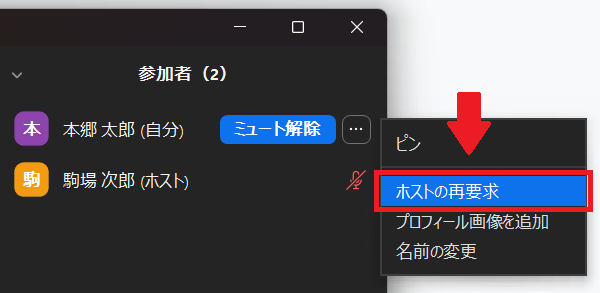 参加者（2）
本 本郷 太郎 (自分) ミュート解除 ...
駒 駒場 次郎 (ホスト)
ピン
ホストの再要求
プロフィール画像を追加
名前の変更